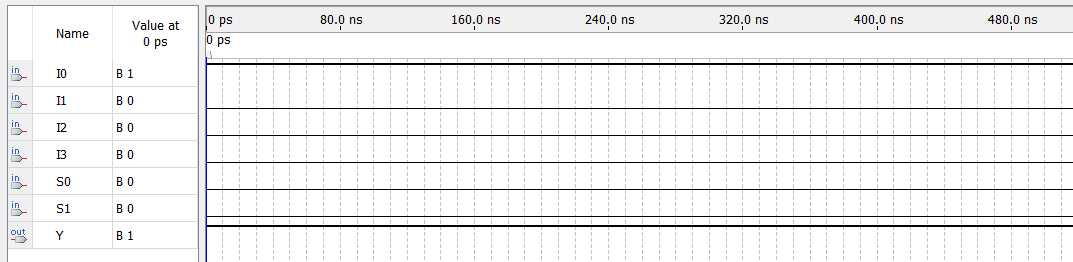 Name Value at 0 ps
0 ps 80.0 ns 160.0 ns 240.0 ns 320.0 ns 400.0 ns 480.0 ns
0 ps
in I0 B 1
in I1 B 0
in I2 B 0
in I3 B 0
in S0 B 0
in S1 B 0
out Y B 1